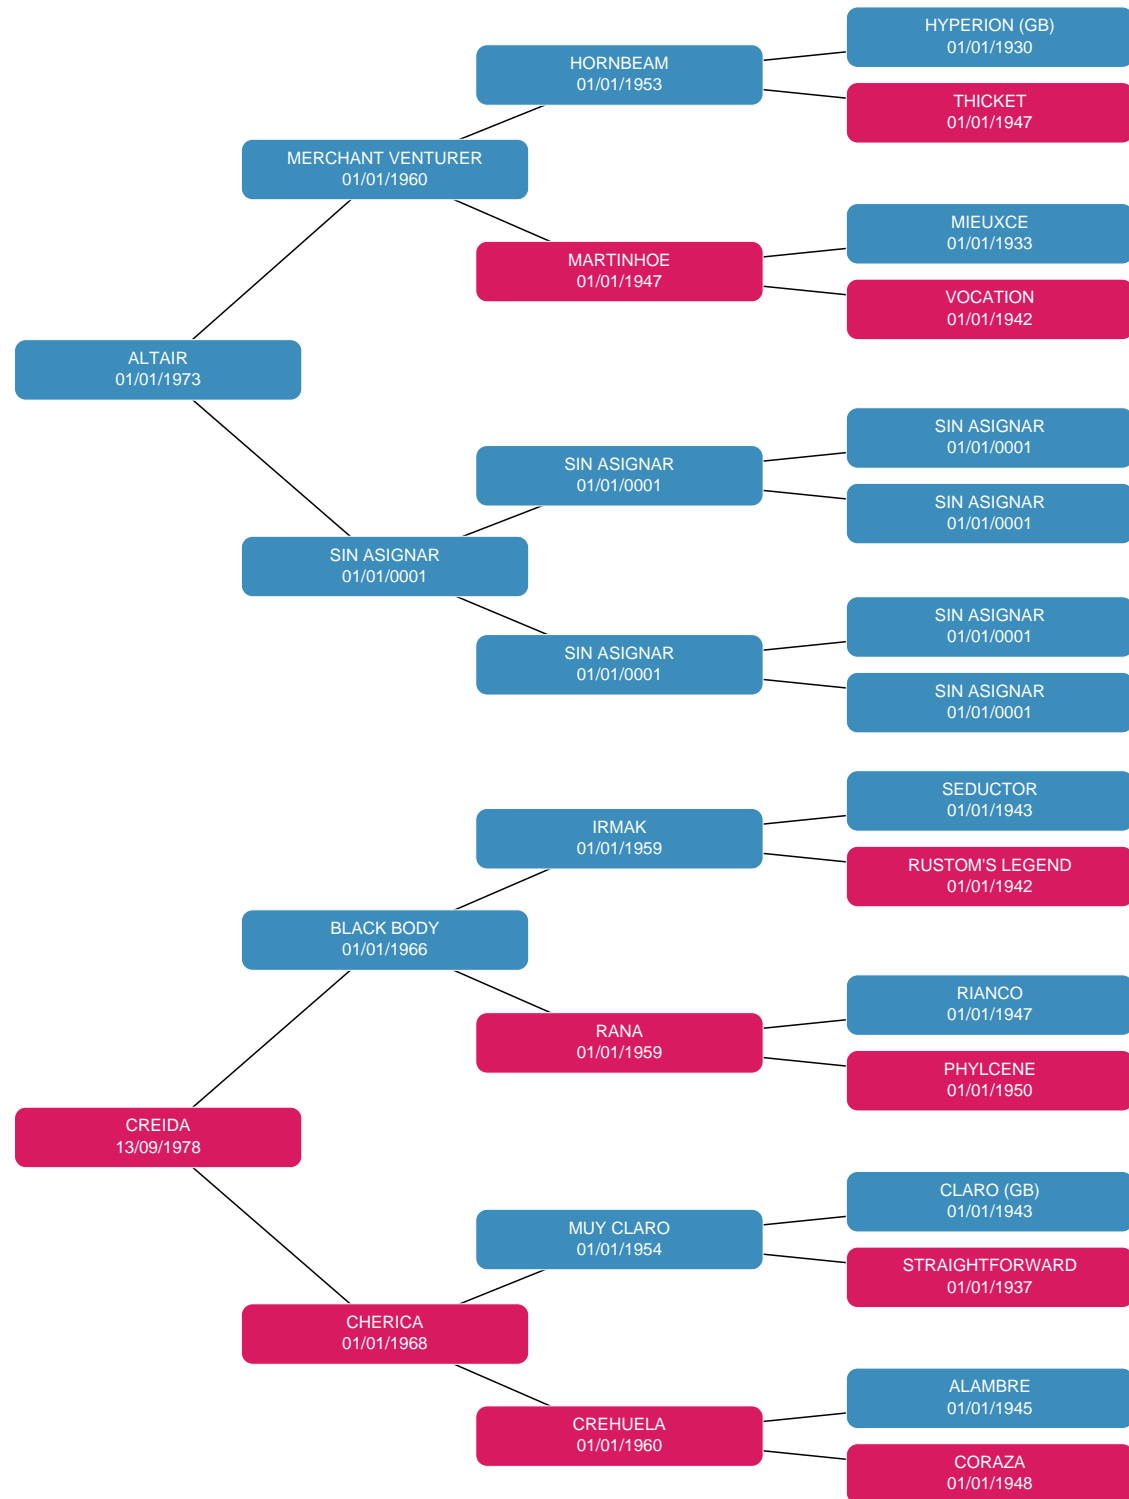 HYPERION (GB)
01/01/1930
HORNBEAM
01/01/1953
THICKET
01/01/1947
MERCHANT VENTURER
01/01/1960
MIEUXCE
01/01/1933
MARTINHOE
01/01/1947
VOCATION
01/01/1942
ALTAIR
01/01/1973
SIN ASIGNAR
01/01/0001
SIN ASIGNAR
01/01/0001
SIN ASIGNAR
01/01/0001
SIN ASIGNAR
01/01/0001
SIN ASIGNAR
01/01/0001
SIN ASIGNAR
01/01/0001
SIN ASIGNAR
01/01/0001
SEDUCTOR
01/01/1943
IRMAK
01/01/1959
RUSTOM'S LEGEND
01/01/1942
BLACK BODY
01/01/1966
RIANCO
01/01/1947
RANA
01/01/1959
PHYLCENE
01/01/1950
CREIDA
13/09/1978
CLARO (GB)
01/01/1943
MUY CLARO
01/01/1954
STRAIGHTFORWARD
01/01/1937
CHERICA
01/01/1968
ALAMBRE
01/01/1945
CREHUELA
01/01/1960
CORAZA
01/01/1948